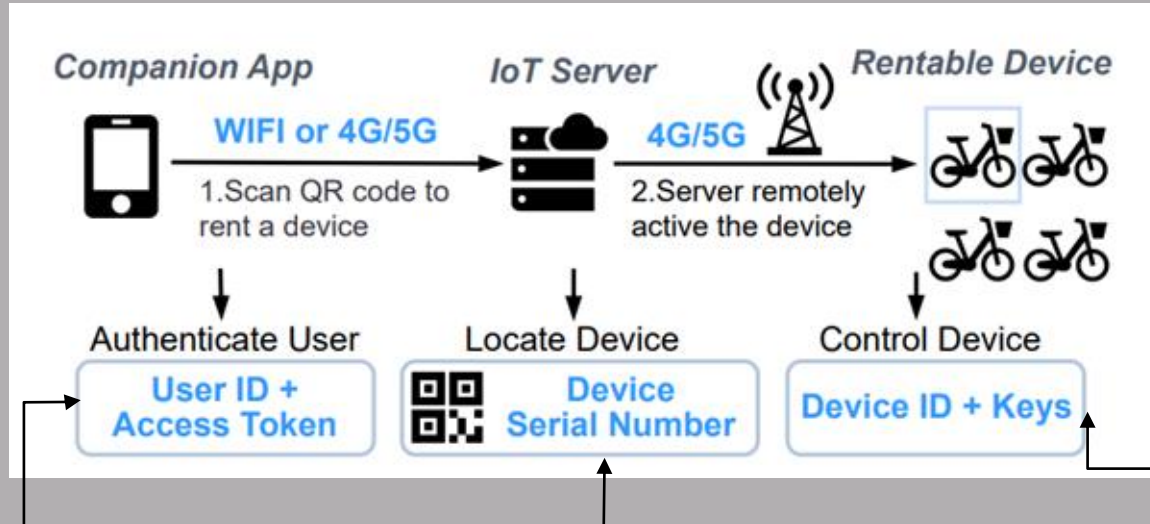 Companion App
IoT Server
Rentable Device
WIFI or 4G/5G
4G/5G
1.Scan QR code to
rent a device
2.Server remotely
active the device
Authenticate User
Locate Device
Control Device
User ID +
Access Token
Device
Serial Number
Device ID + Keys